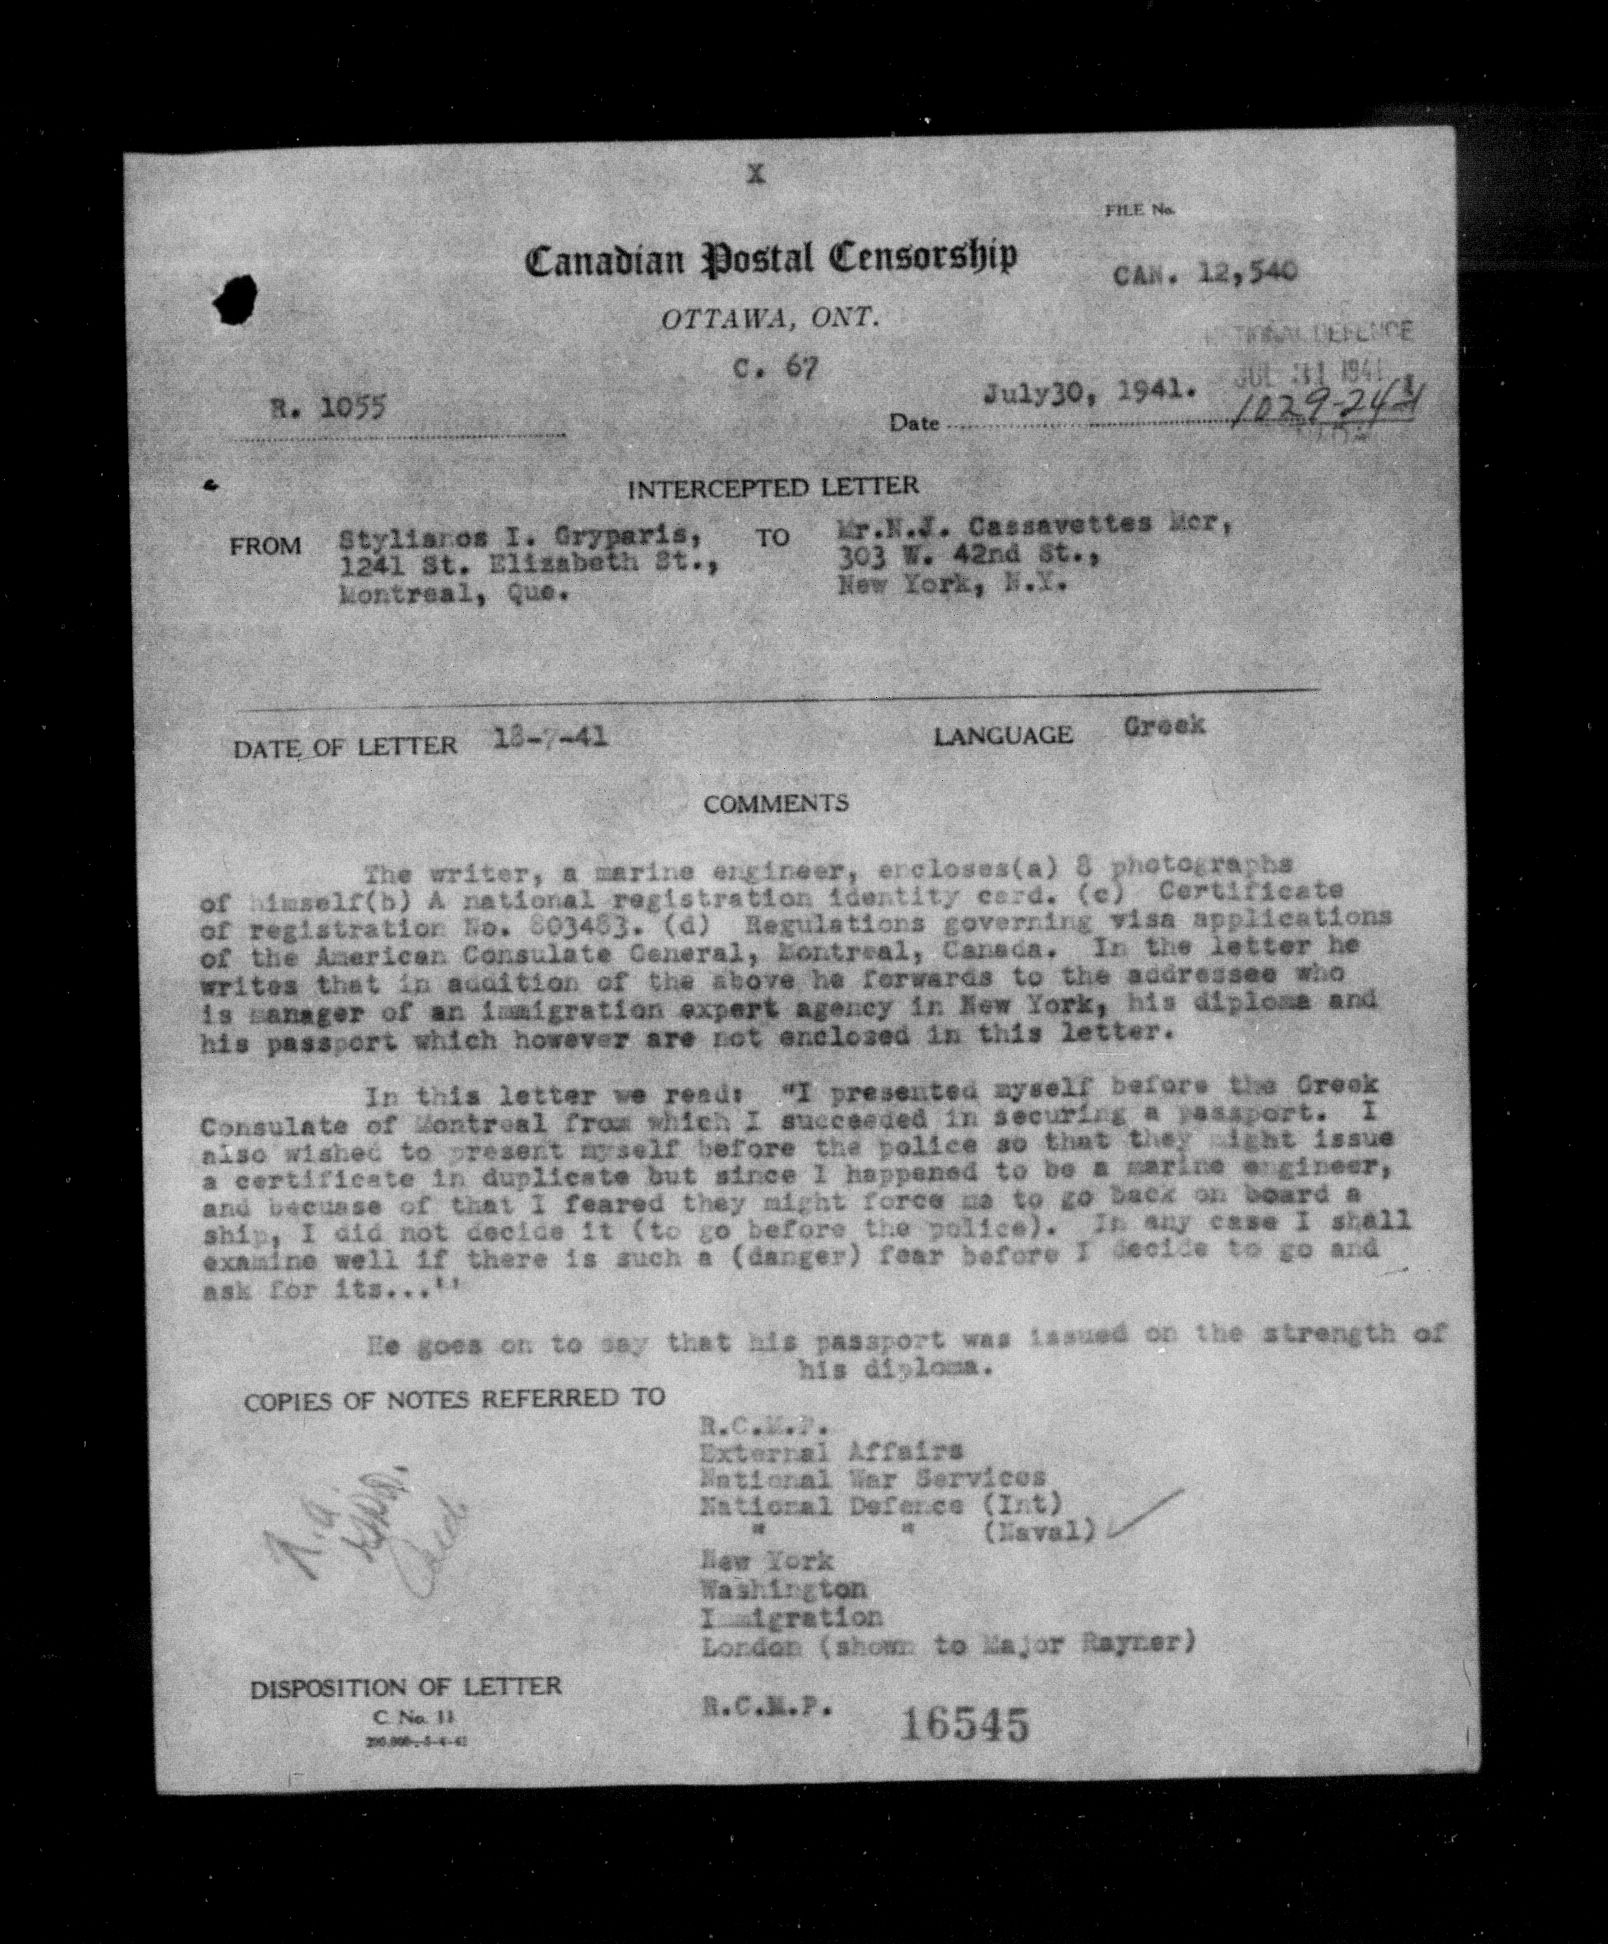 X
FILE No.
Canadian Postal Censorship
CAN. 12,540
OTTAWA, ONT.
NATIONAL DEFENCE
C. 67
JUL 31 1941
R. 1055
Date July30, 1941.
1029-24-1
INTERCEPTED LETTER
FROM Stylianos I. Gryparis, TO Mr.N.J. Cassavettes Mcr,
1241 St. Elizabeth St., 303 W. 42nd St.,
Montreal, Que. New York, N.Y.
DATE OF LETTER 18-7-41 LANGUAGE Greek
COMMENTS
The writer, a marine engineer, encloses(a) 8 photographs
of himself(b) A national registration identity card. (c) Certificate
of registration No. 803483. (d) Regulations governing visa applications
of the American Consulate General, Montreal, Canada. In the letter he
writes that in addition of the above he forwards to the addressee who
is manager of an immigration expert agency in New York, his diploma and
his passport which however are not enclosed in this letter.
In this letter we read: "I presented myself before the Greek
Consulate of Montreal from which I succeeded in securing a passport. I
also wished to present myself before the police so that they might issue
a certificate in duplicate but since I happened to be a marine engineer,
and becuase of that I feared they might force me to go back on board a
ship, I did not decide it (to go before the police). In any case I shall
examine well if there is such a (danger) fear before I decide to go and
ask for its...''
He goes on to say that his passport was issued on the strength of
his diploma.
COPIES OF NOTES REFERRED TO
R.C.M.P.
External Affairs
National War Services
National Defence (Int)
" " (Naval)
New York
Washington
Immigration
London (shown to Major Rayner)
DISPOSITION OF LETTER
R.C.M.P. 16545
C. No. 11